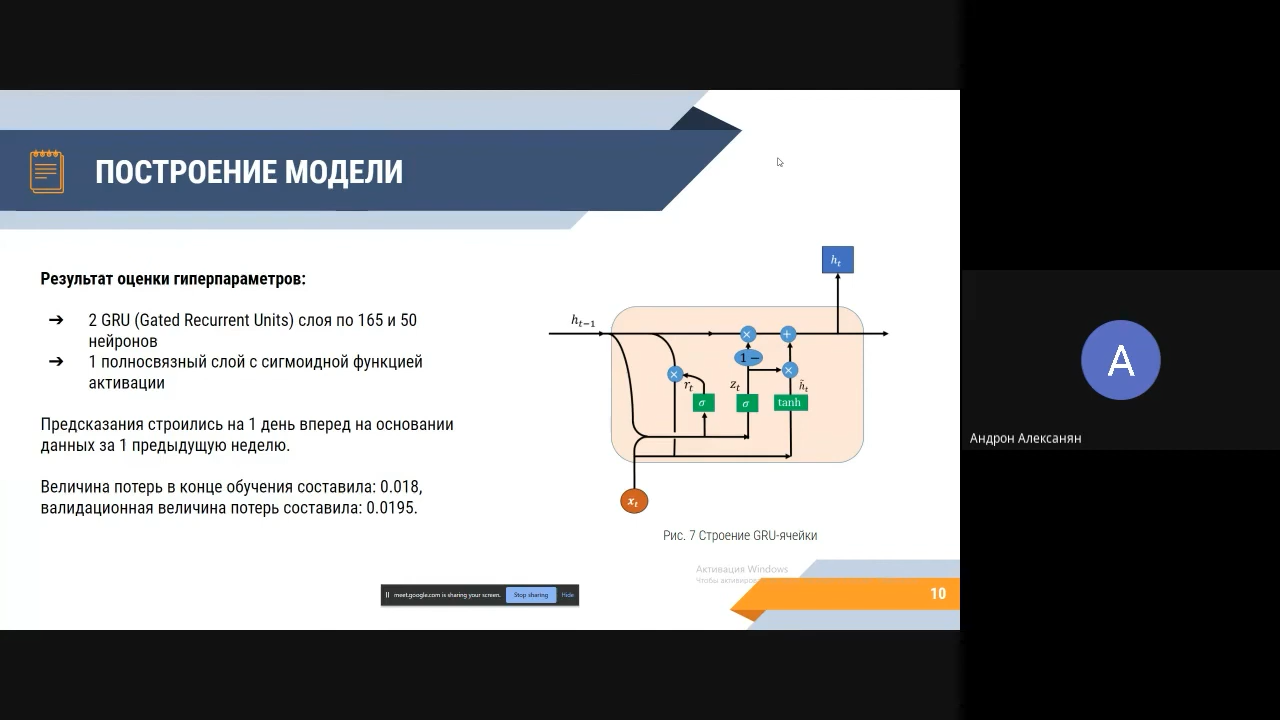 ПОСТРОЕНИЕ МОДЕЛИ
Результат оценки гиперпараметров:
➔ 2 GRU (Gated Recurrent Units) слоя по 165 и 50
нейронов
➔ 1 полносвязный слой с сигмоидной функцией
активации
Предсказания строились на 1 день вперед на основании
данных за 1 предыдущую неделю.
Величина потерь в конце обучения составила: 0.018,
валидационная величина потерь составила: 0.0195.
h_t
h_{t−1}
× +
1 −
× ×
r_t z_t h̃_t
σ σ tanh
x_t
Рис. 7 Строение GRU-ячейки
Активация Windows
Чтобы
meet.google.com is sharing your screen. Stop sharing Hide
10
А
Андрон Алексанян